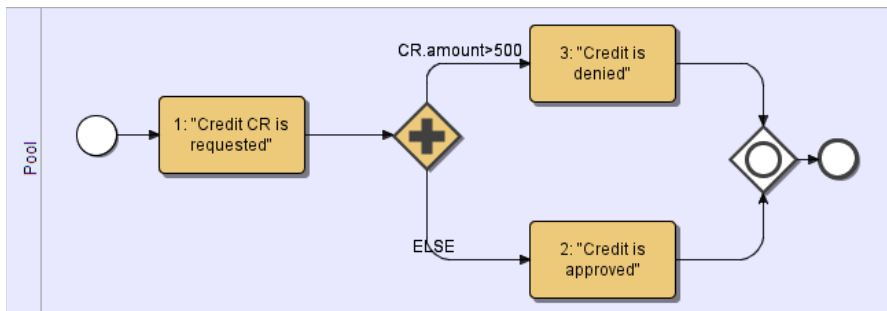 Pool
1: "Credit CR is
requested"
CR.amount>500
3: "Credit is
denied"
ELSE
2: "Credit is
approved"